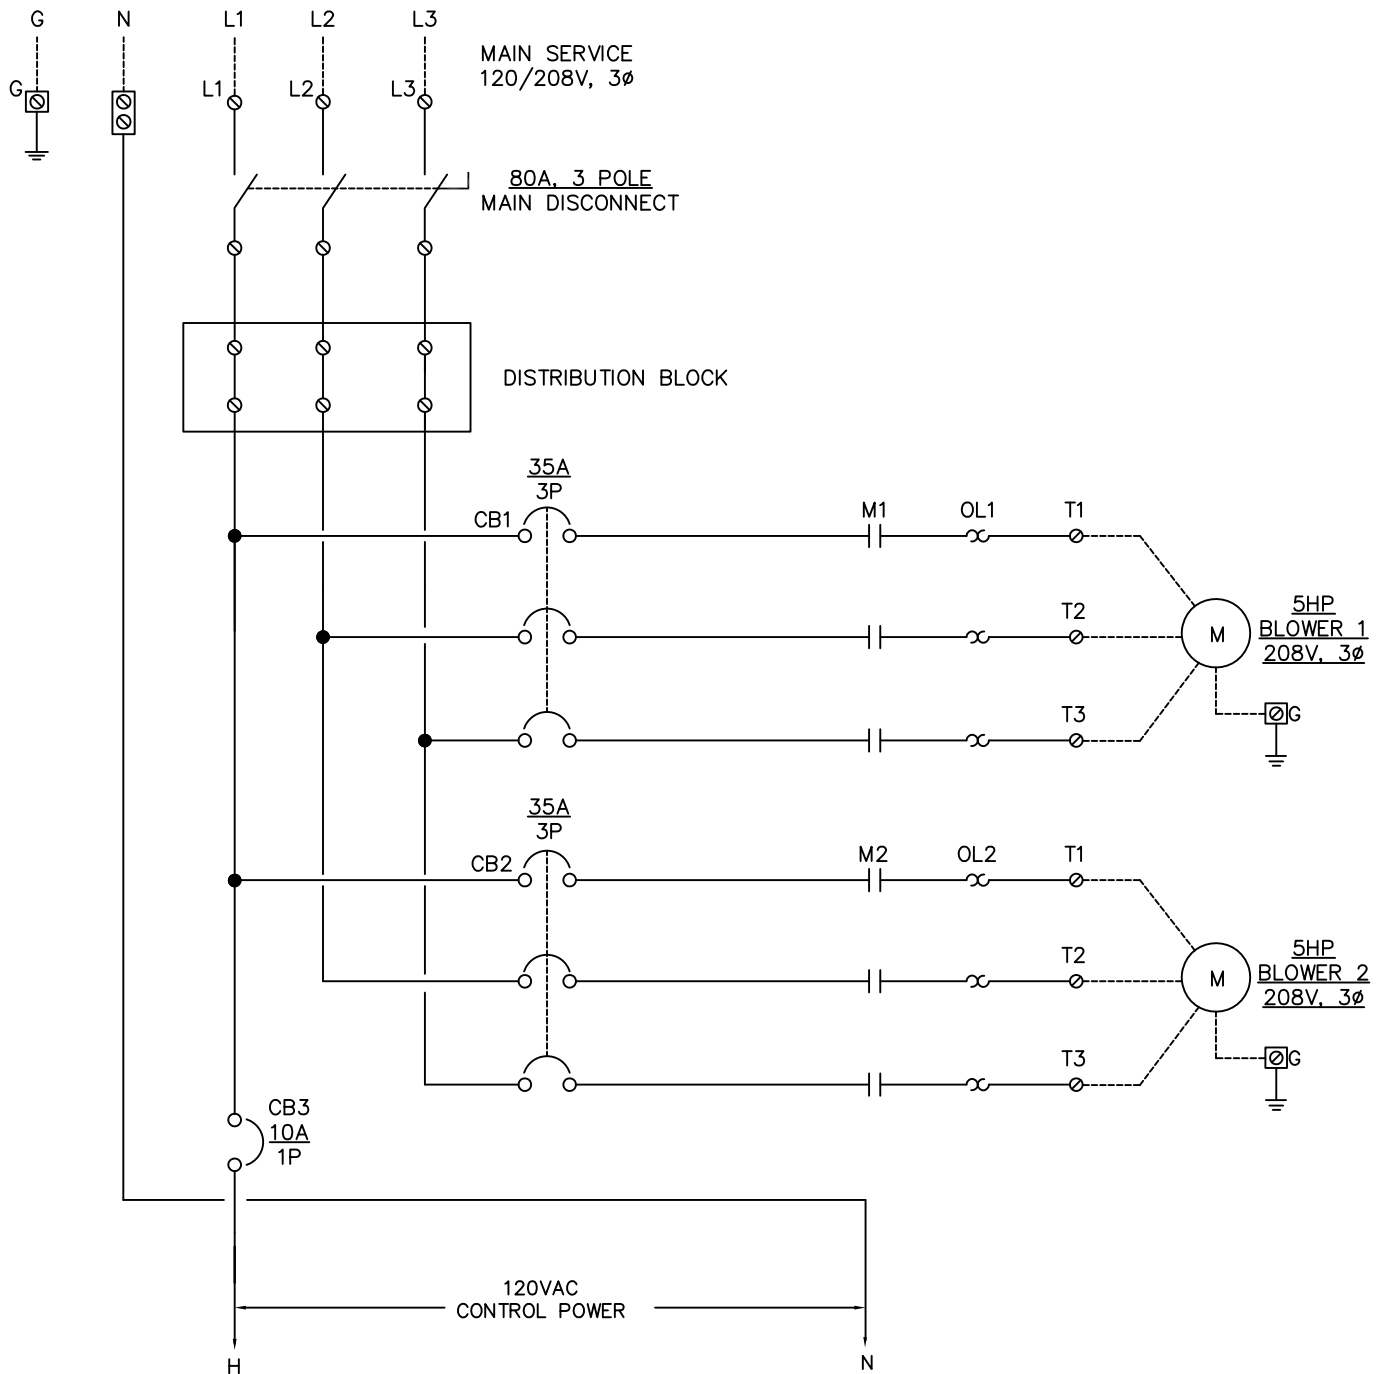 G N L1 L2 L3
MAIN SERVICE
120/208V, 3ø
G L1 L2 L3
80A, 3 POLE
MAIN DISCONNECT
DISTRIBUTION BLOCK
35A
3P
CB1 M1 OL1 T1
T2
5HP
BLOWER 1
208V, 3ø
M
T3
G
35A
3P
CB2 M2 OL2 T1
T2
5HP
BLOWER 2
208V, 3ø
M
T3
G
CB3
10A
1P
120VAC
CONTROL POWER
H N